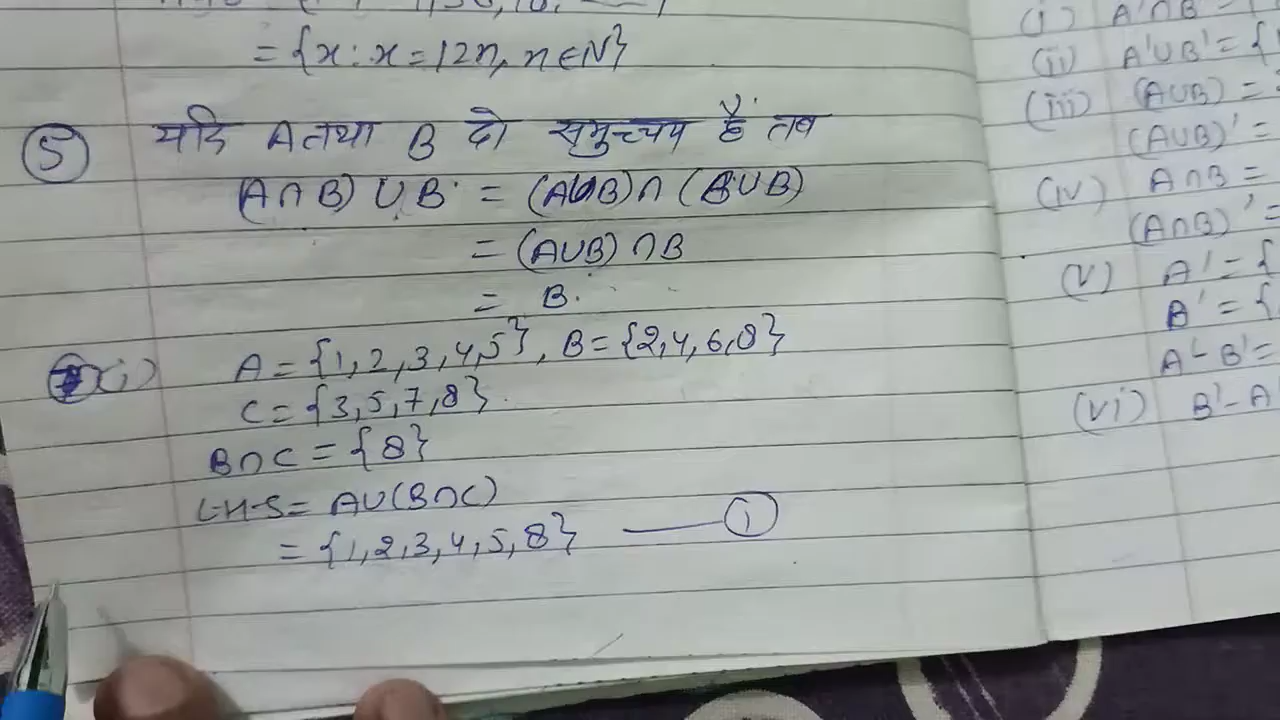 = {x : x = 12n, n ∈ N}
⑤ यदि A तथा B दो समुच्चय हैं तब
(A∩B) ∪ B = (A∪B) ∩ (B∪B)
= (A∪B) ∩ B
= B.
(i) A = {1, 2, 3, 4, 5}, B = {2, 4, 6, 8}
C = {3, 5, 7, 8}.
B∩C = {8}
L-H-S = A∪(B∩C)
= {1, 2, 3, 4, 5, 8} —— ①
(i) A'∩B' =
(ii) A'∪B' = {
(iii) (A∪B) =
(A∪B)' =
(iv) A∩B =
(A∩B)' =
(v) A' = {
B' = {
A' - B' =
(vi) B' - A'